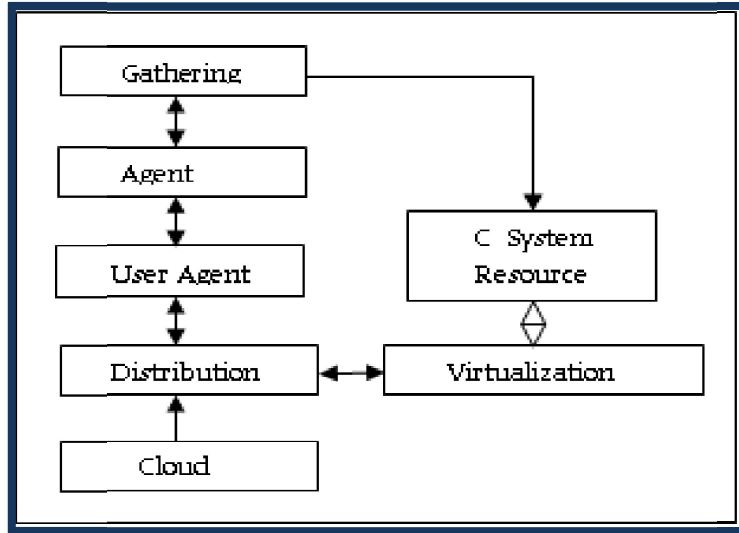 Gathering
Agent
C System
Resource
User Agent
Distribution
Virtualization
Cloud